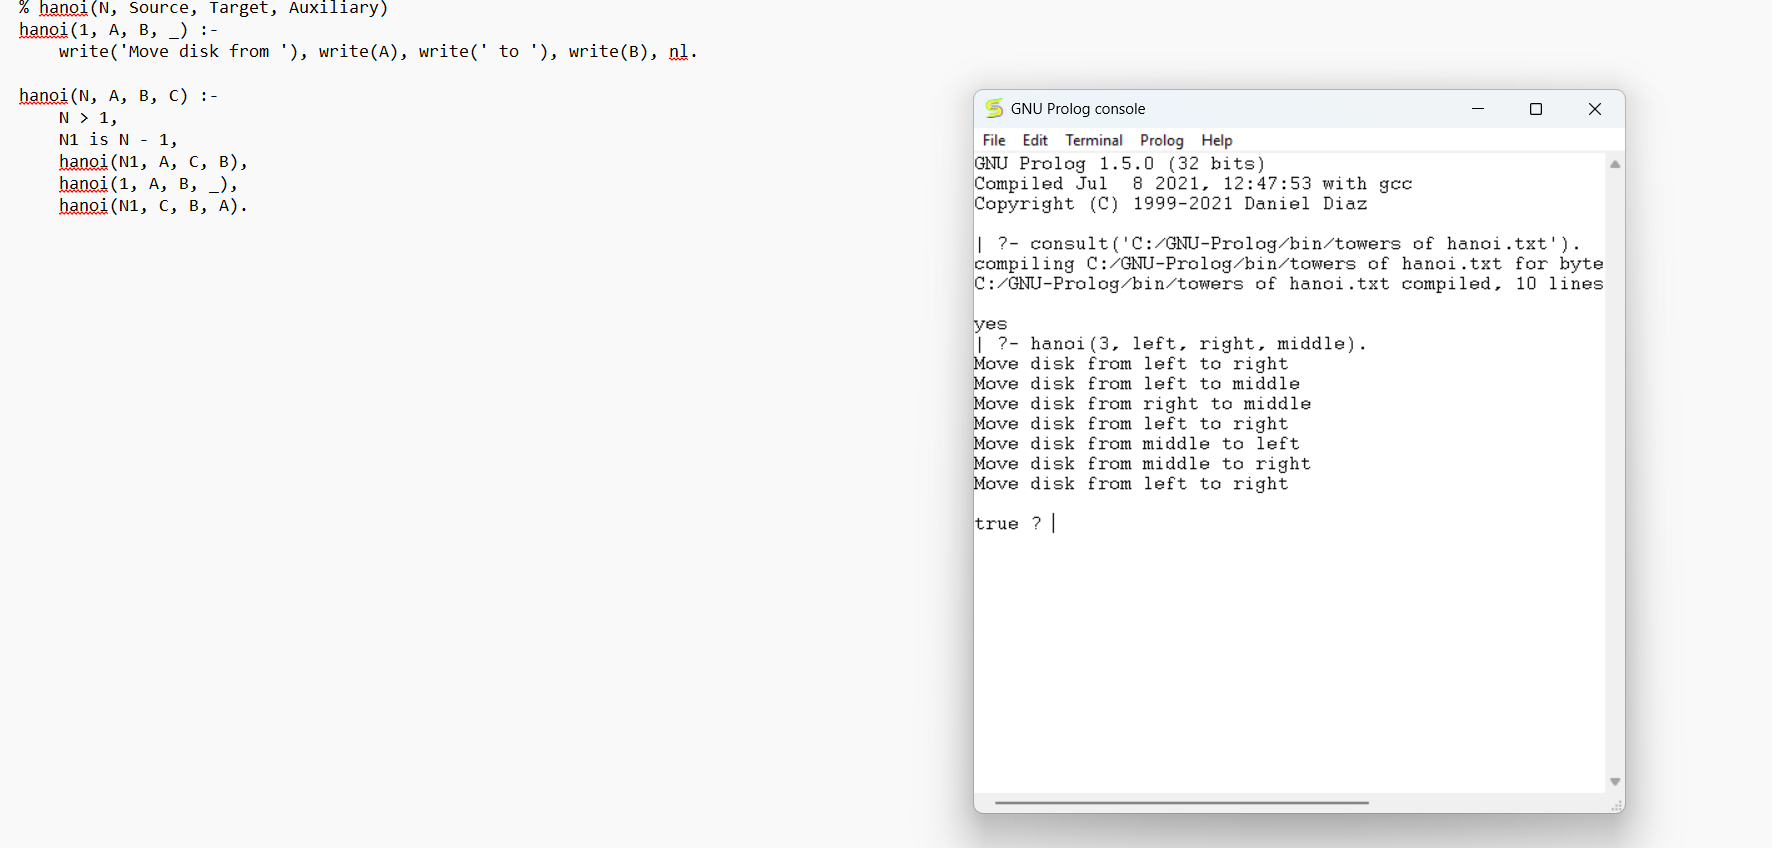 % hanoi(N, Source, Target, Auxiliary)
hanoi(1, A, B, _) :-
    write('Move disk from '), write(A), write(' to '), write(B), nl.

hanoi(N, A, B, C) :-
    N > 1,
    N1 is N - 1,
    hanoi(N1, A, C, B),
    hanoi(1, A, B, _),
    hanoi(N1, C, B, A).
GNU Prolog console
File Edit Terminal Prolog Help
GNU Prolog 1.5.0 (32 bits)
Compiled Jul  8 2021, 12:47:53 with gcc
Copyright (C) 1999-2021 Daniel Diaz

| ?- consult('C:/GNU-Prolog/bin/towers of hanoi.txt').
compiling C:/GNU-Prolog/bin/towers of hanoi.txt for byte
C:/GNU-Prolog/bin/towers of hanoi.txt compiled, 10 lines

yes
| ?- hanoi(3, left, right, middle).
Move disk from left to right
Move disk from left to middle
Move disk from right to middle
Move disk from left to right
Move disk from middle to left
Move disk from middle to right
Move disk from left to right

true ?